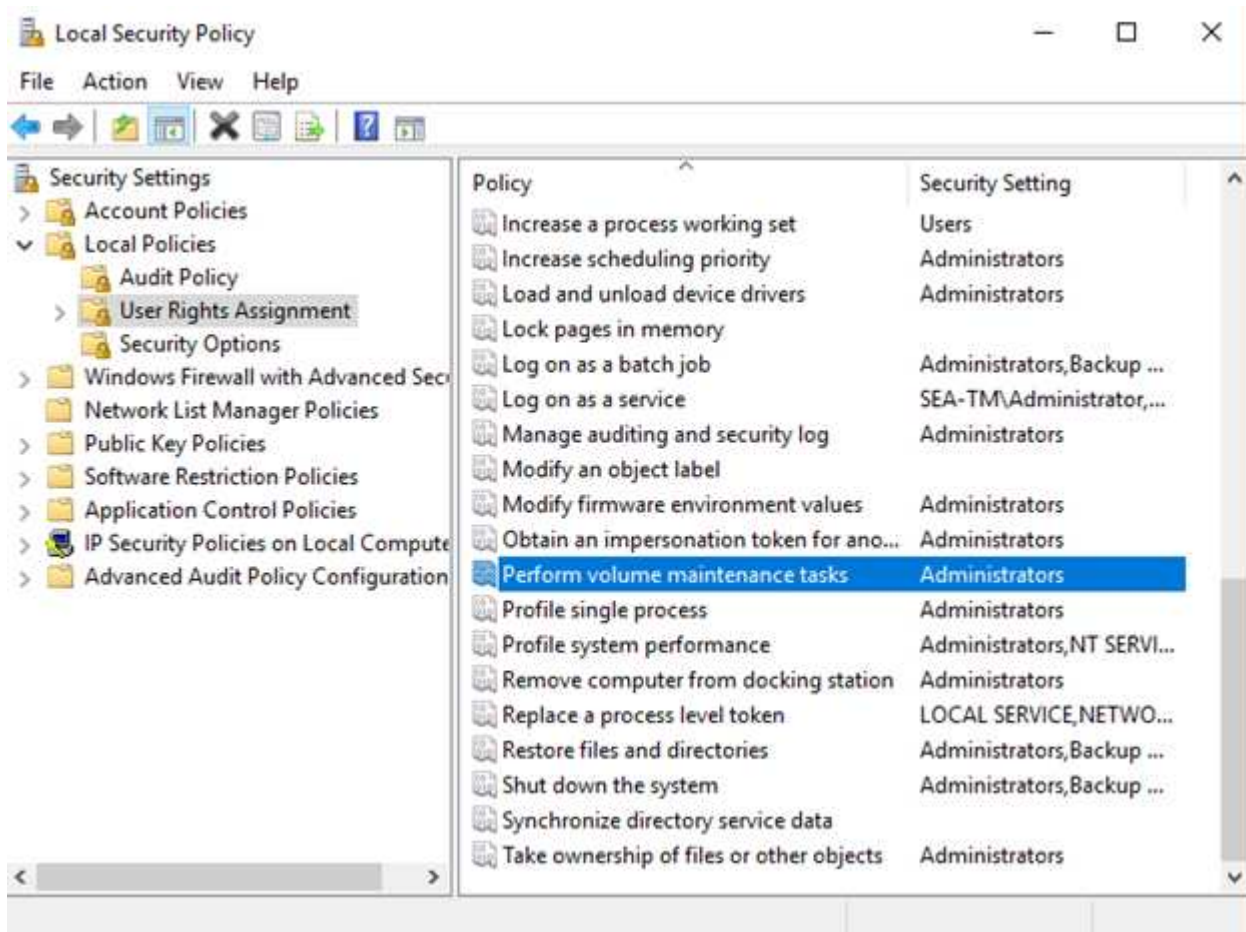 Local Security Policy
File Action View Help
Security Settings
Account Policies
Local Policies
Audit Policy
User Rights Assignment
Security Options
Windows Firewall with Advanced Sec
Network List Manager Policies
Public Key Policies
Software Restriction Policies
Application Control Policies
IP Security Policies on Local Compute
Advanced Audit Policy Configuration
Policy Security Setting
Increase a process working set Users
Increase scheduling priority Administrators
Load and unload device drivers Administrators
Lock pages in memory
Log on as a batch job Administrators,Backup ...
Log on as a service SEA-TM\Administrator,...
Manage auditing and security log Administrators
Modify an object label
Modify firmware environment values Administrators
Obtain an impersonation token for ano... Administrators
Perform volume maintenance tasks Administrators
Profile single process Administrators
Profile system performance Administrators,NT SERVI...
Remove computer from docking station Administrators
Replace a process level token LOCAL SERVICE,NETWO...
Restore files and directories Administrators,Backup ...
Shut down the system Administrators,Backup ...
Synchronize directory service data
Take ownership of files or other objects Administrators